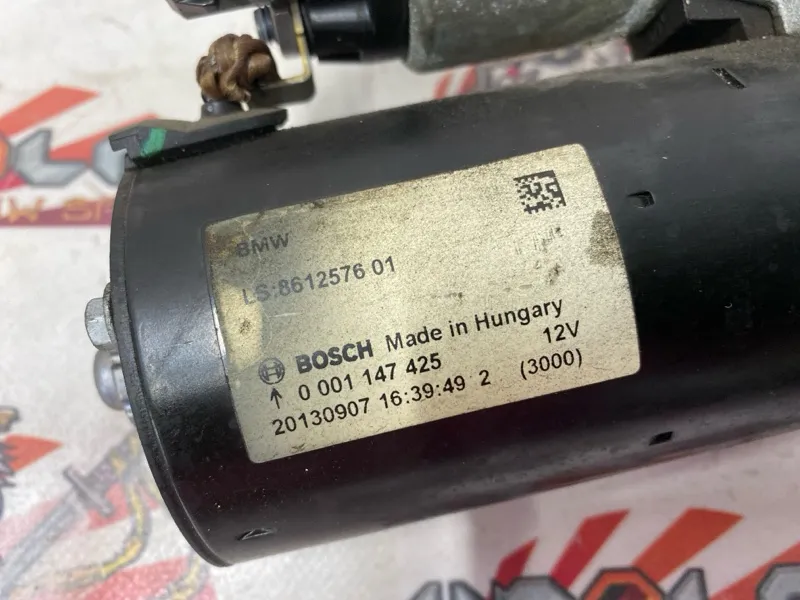 BMW
LS:8612576 01
BOSCH Made in Hungary
0 001 147 425 12V
20130907 16:39:49 2 (3000)